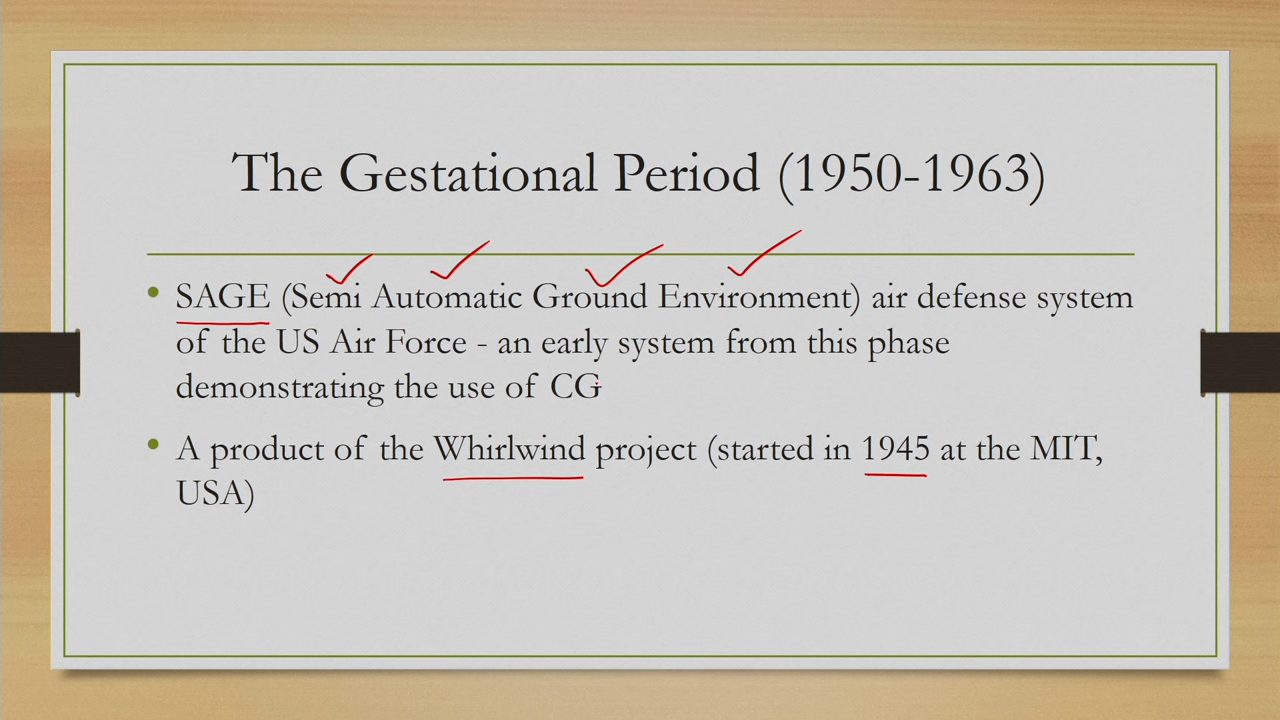 The Gestational Period (1950-1963)
• SAGE (Semi Automatic Ground Environment) air defense system
of the US Air Force - an early system from this phase
demonstrating the use of CG
• A product of the Whirlwind project (started in 1945 at the MIT,
USA)